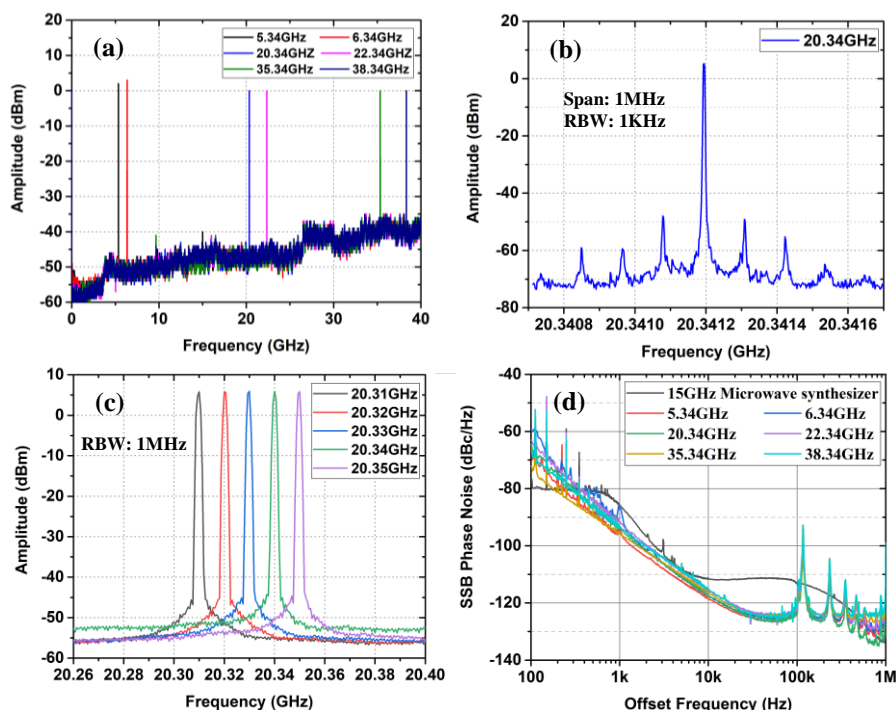 (a)
5.34GHz 6.34GHz
20.34GHz 22.34GHZ
35.34GHz 38.34GHz
Amplitude (dBm)
10
0
-10
-20
-30
-40
-50
-60
0 20 40
Frequency (GHz)
(b)
20.34GHz
Span: 1MHz
RBW: 1KHz
Amplitude (dBm)
20
0
-20
-40
-60
-80
20.3408 20.3410 20.3412 20.3414 20.3416
Frequency (GHz)
(c)
20.31GHz
20.32GHz
20.33GHz
20.34GHz
20.35GHz
RBW: 1MHz
Amplitude (dBm)
10
0
-10
-20
-30
-40
-50
-60
20.26 20.28 20.30 20.32 20.34 20.36 20.38 20.40
Frequency (GHz)
(d)
15GHz Microwave synthesizer
5.34GHz 6.34GHz
20.34GHz 22.34GHz
35.34GHz 38.34GHz
SSB Phase Noise (dBc/Hz)
-40
-60
-80
-100
-120
-140
100 1k 10k 100k 1M
Offset Frequency (Hz)